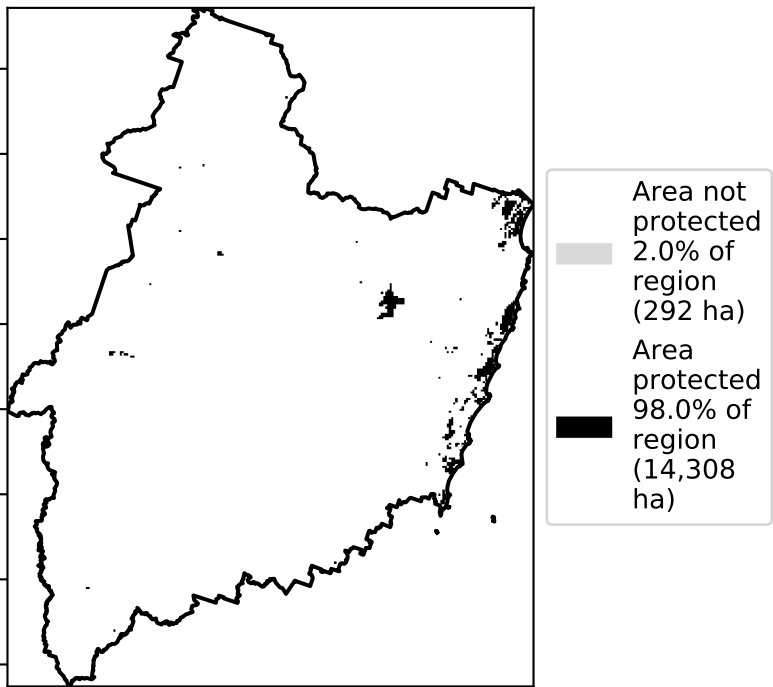 Area not
protected
2.0% of
region
(292 ha)
Area
protected
98.0% of
region
(14,308
ha)